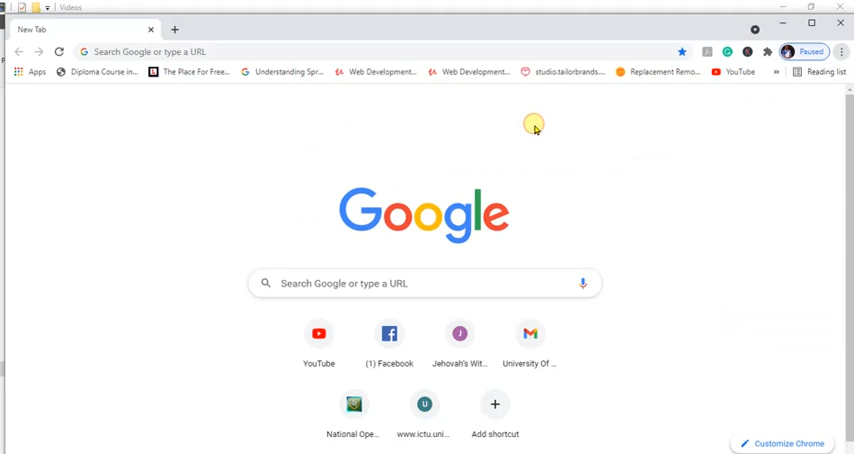 Videos
New Tab
Search Google or type a URL
Paused
Apps
Diploma Course in...
L
The Place For Free...
Understanding Spr...
Web Development...
Web Development...
studio.tailorbrands....
Replacement Remo...
YouTube
»
Reading list
Google
Search Google or type a URL
YouTube
(1) Facebook
J
Jehovah's Wit...
University Of ...
National Ope...
U
www.ictu.uni...
Add shortcut
Customize Chrome